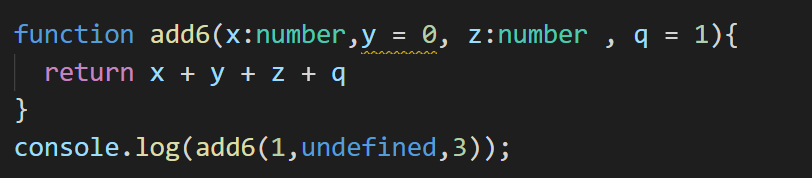 function add6(x:number,y = 0, z:number , q = 1){
  return x + y + z + q
}
console.log(add6(1,undefined,3));